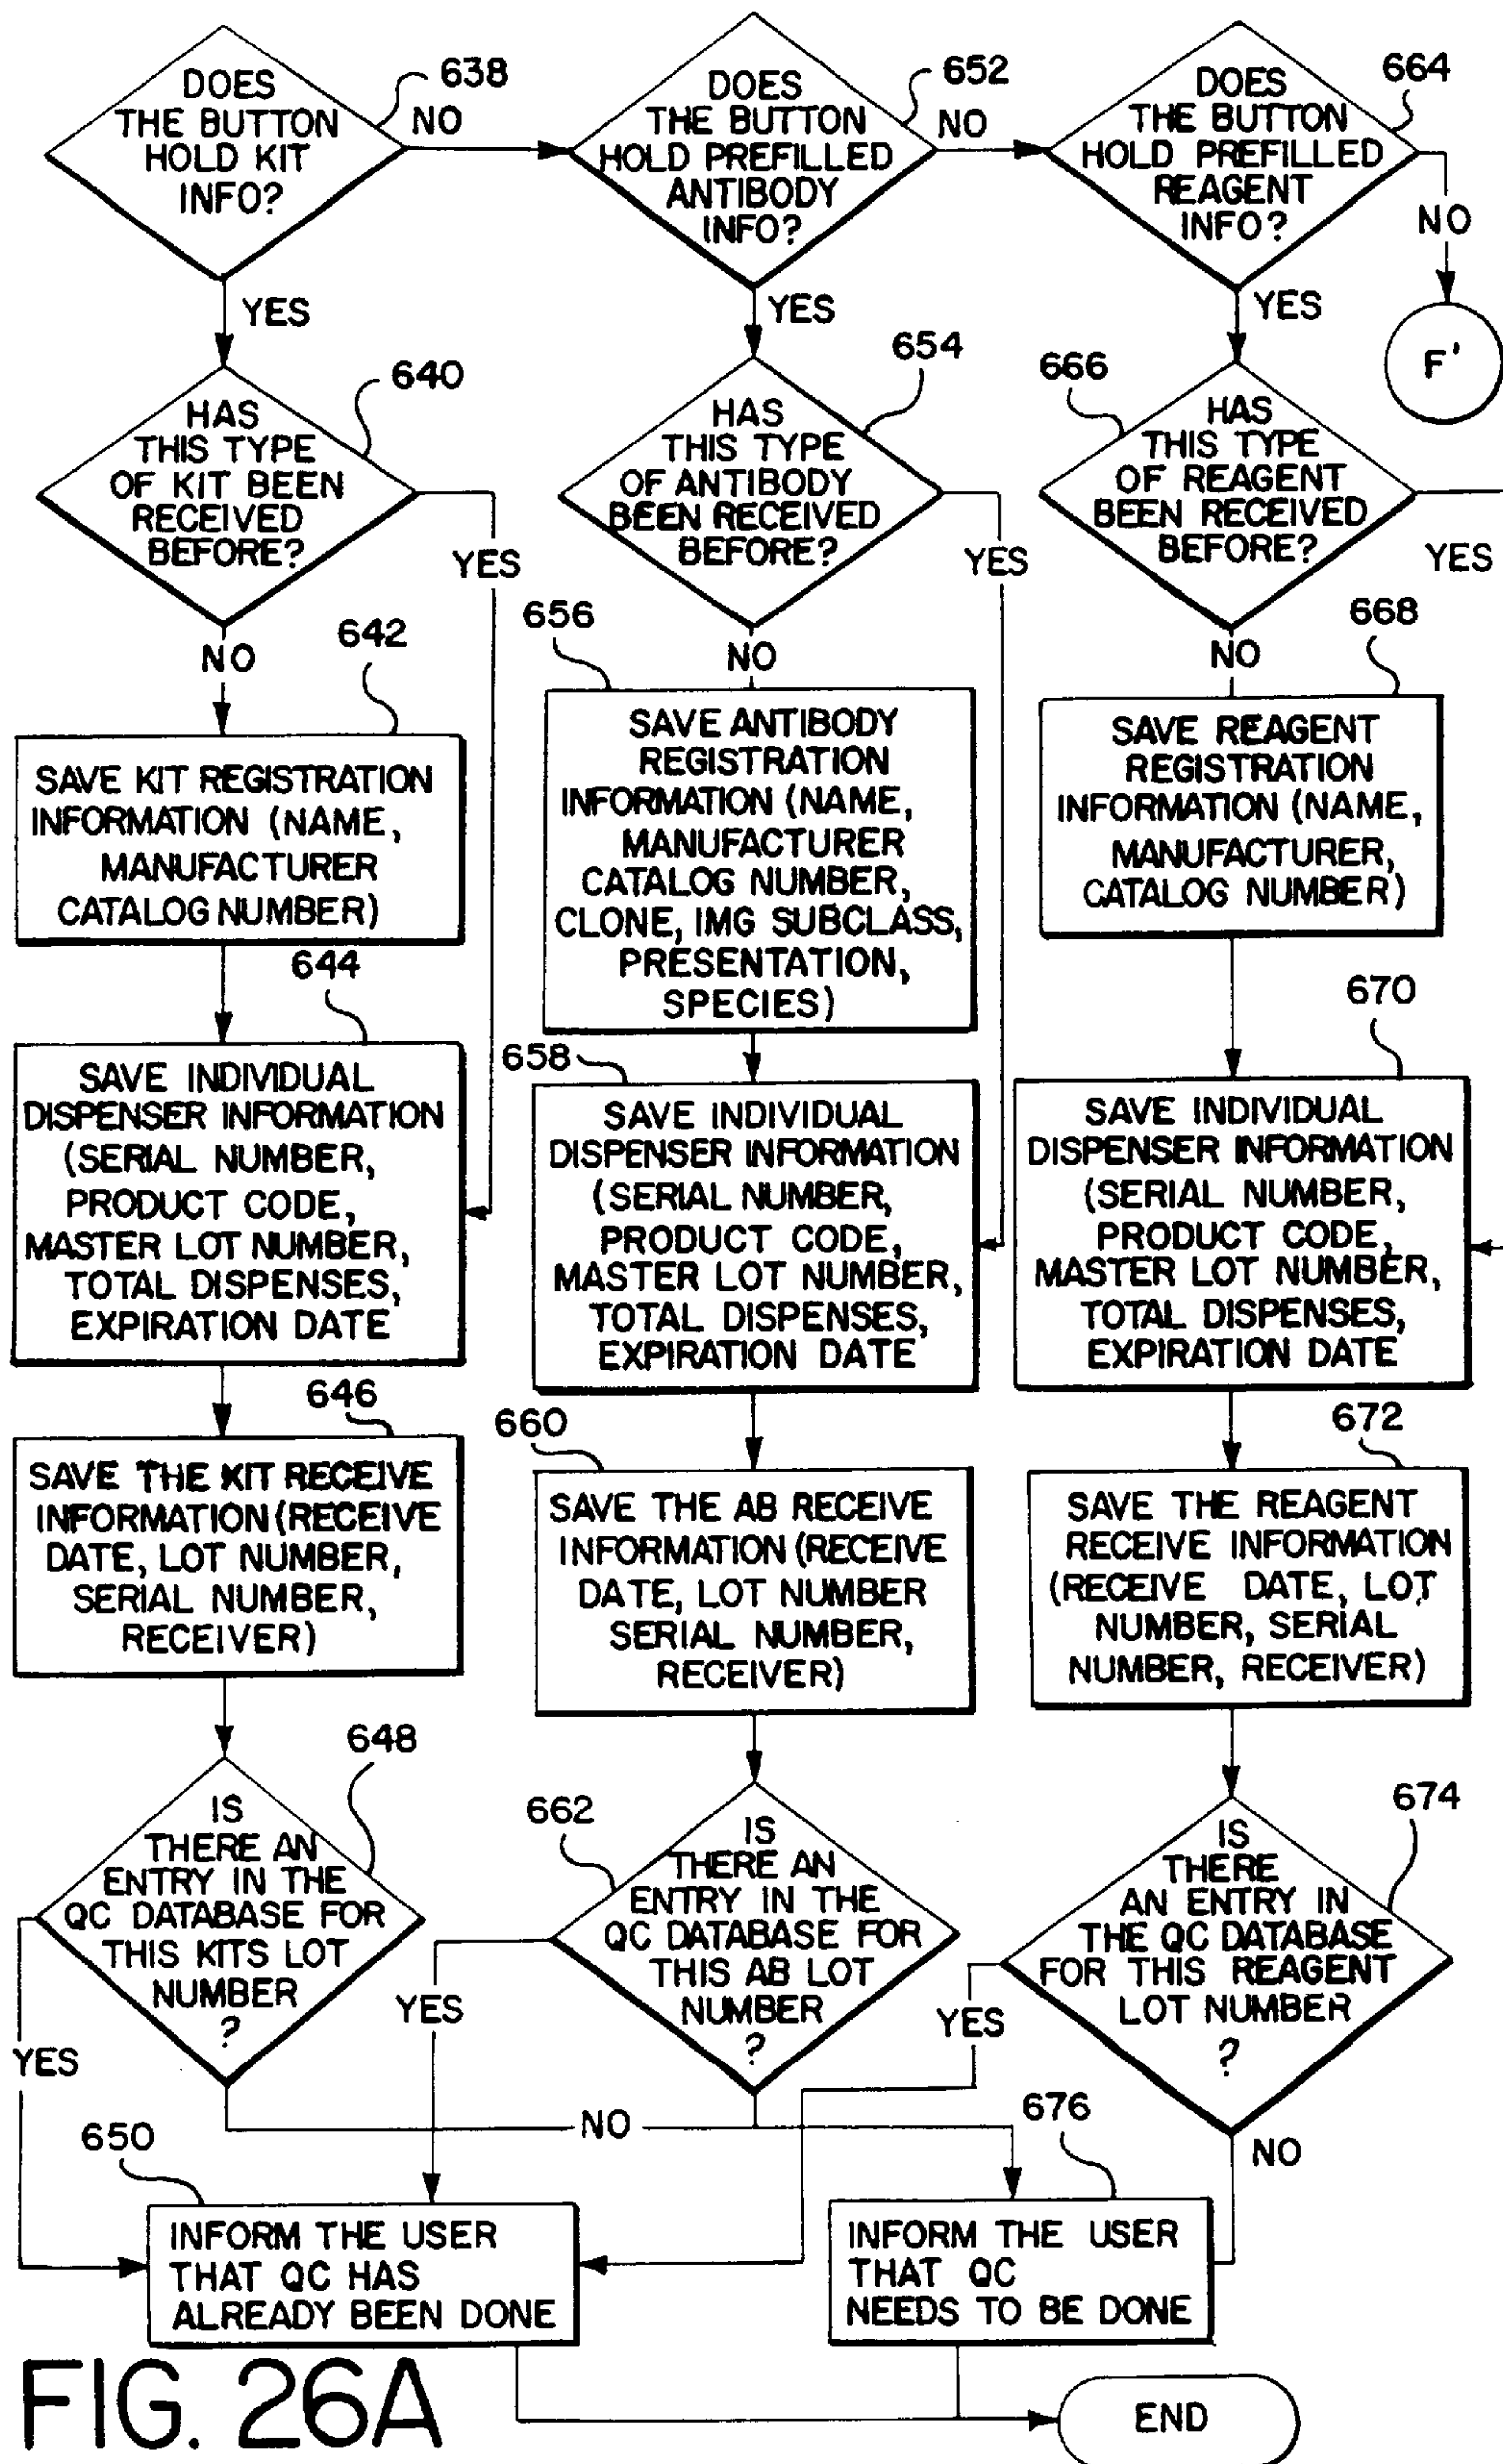 DOES
THE BUTTON
HOLD KIT
INFO?
638
NO
YES
DOES
THE BUTTON
HOLD PREFILLED
ANTIBODY
INFO?
652
NO
YES
DOES
THE BUTTON
HOLD PREFILLED
REAGENT
INFO?
664
NO
YES
F'
HAS
THIS TYPE
OF KIT BEEN
RECEIVED
BEFORE?
640
YES
NO
HAS
THIS TYPE
OF ANTIBODY
BEEN RECEIVED
BEFORE?
654
YES
NO
HAS
THIS TYPE
OF REAGENT
BEEN RECEIVED
BEFORE?
666
YES
NO
642
SAVE KIT REGISTRATION
INFORMATION (NAME,
MANUFACTURER
CATALOG NUMBER)
656
SAVE ANTIBODY
REGISTRATION
INFORMATION (NAME,
MANUFACTURER
CATALOG NUMBER,
CLONE, IMG SUBCLASS,
PRESENTATION,
SPECIES)
668
SAVE REAGENT
REGISTRATION
INFORMATION (NAME,
MANUFACTURER,
CATALOG NUMBER)
644
SAVE INDIVIDUAL
DISPENSER INFORMATION
(SERIAL NUMBER,
PRODUCT CODE,
MASTER LOT NUMBER,
TOTAL DISPENSES,
EXPIRATION DATE
658
SAVE INDIVIDUAL
DISPENSER INFORMATION
(SERIAL NUMBER,
PRODUCT CODE,
MASTER LOT NUMBER,
TOTAL DISPENSES,
EXPIRATION DATE
670
SAVE INDIVIDUAL
DISPENSER INFORMATION
(SERIAL NUMBER,
PRODUCT CODE,
MASTER LOT NUMBER,
TOTAL DISPENSES,
EXPIRATION DATE
646
SAVE THE KIT RECEIVE
INFORMATION (RECEIVE
DATE, LOT NUMBER,
SERIAL NUMBER,
RECEIVER)
660
SAVE THE AB RECEIVE
INFORMATION (RECEIVE
DATE, LOT NUMBER
SERIAL NUMBER,
RECEIVER)
672
SAVE THE REAGENT
RECEIVE INFORMATION
(RECEIVE DATE, LOT
NUMBER, SERIAL
NUMBER, RECEIVER)
648
IS
THERE AN
ENTRY IN THE
QC DATABASE FOR
THIS KITS LOT
NUMBER
?
YES
662
IS
THERE AN
ENTRY IN THE
QC DATABASE FOR
THIS AB LOT
NUMBER
?
YES
674
IS
THERE
AN ENTRY IN
THE QC DATABASE
FOR THIS REAGENT
LOT NUMBER
?
YES
NO
NO
650
INFORM THE USER
THAT QC HAS
ALREADY BEEN DONE
676
INFORM THE USER
THAT QC
NEEDS TO BE DONE
END
FIG. 26A